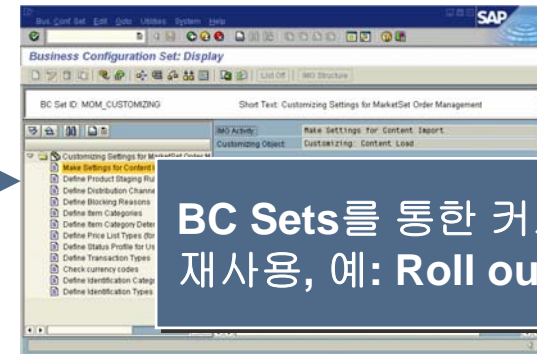 Bus. Conf Set Edit Goto Utilities System Help
SAP
Business Configuration Set: Display
List Off IMG Structure
BC Set ID: MOM_CUSTOMIZING Short Text: Customizing Settings for MarketSet Order Management
IMG Activity: Make Settings for Content Import
Customizing Object: Customizing: Content Load
Customizing Settings for MarketSet Order M
Make Settings for Content I
Define Product Staging Ru
Define Distribution Channe
Define Blocking Reasons
Define Item Categories
Define Item Category Deter
Define Price List Types (for
Define Status Profile for Us
Define Transaction Types
Check currency codes
Define Identification Catego
Define Identification Types
BC Sets를 통한 커
재사용, 예: Roll ou